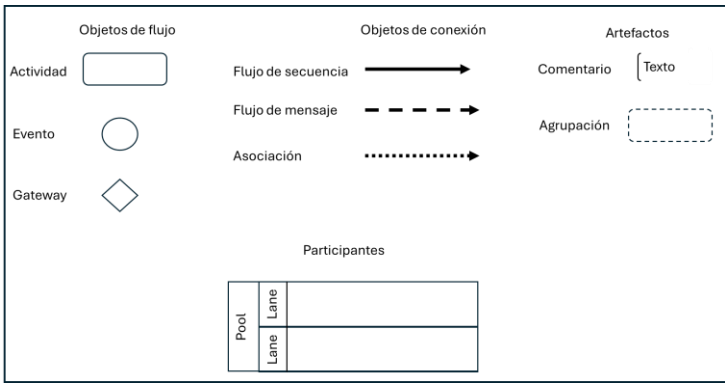 Objetos de flujo
Actividad
Evento
Gateway
Objetos de conexión
Flujo de secuencia
Flujo de mensaje
Asociación
Artefactos
Comentario
Texto
Agrupación
Participantes
Pool
Lane
Lane